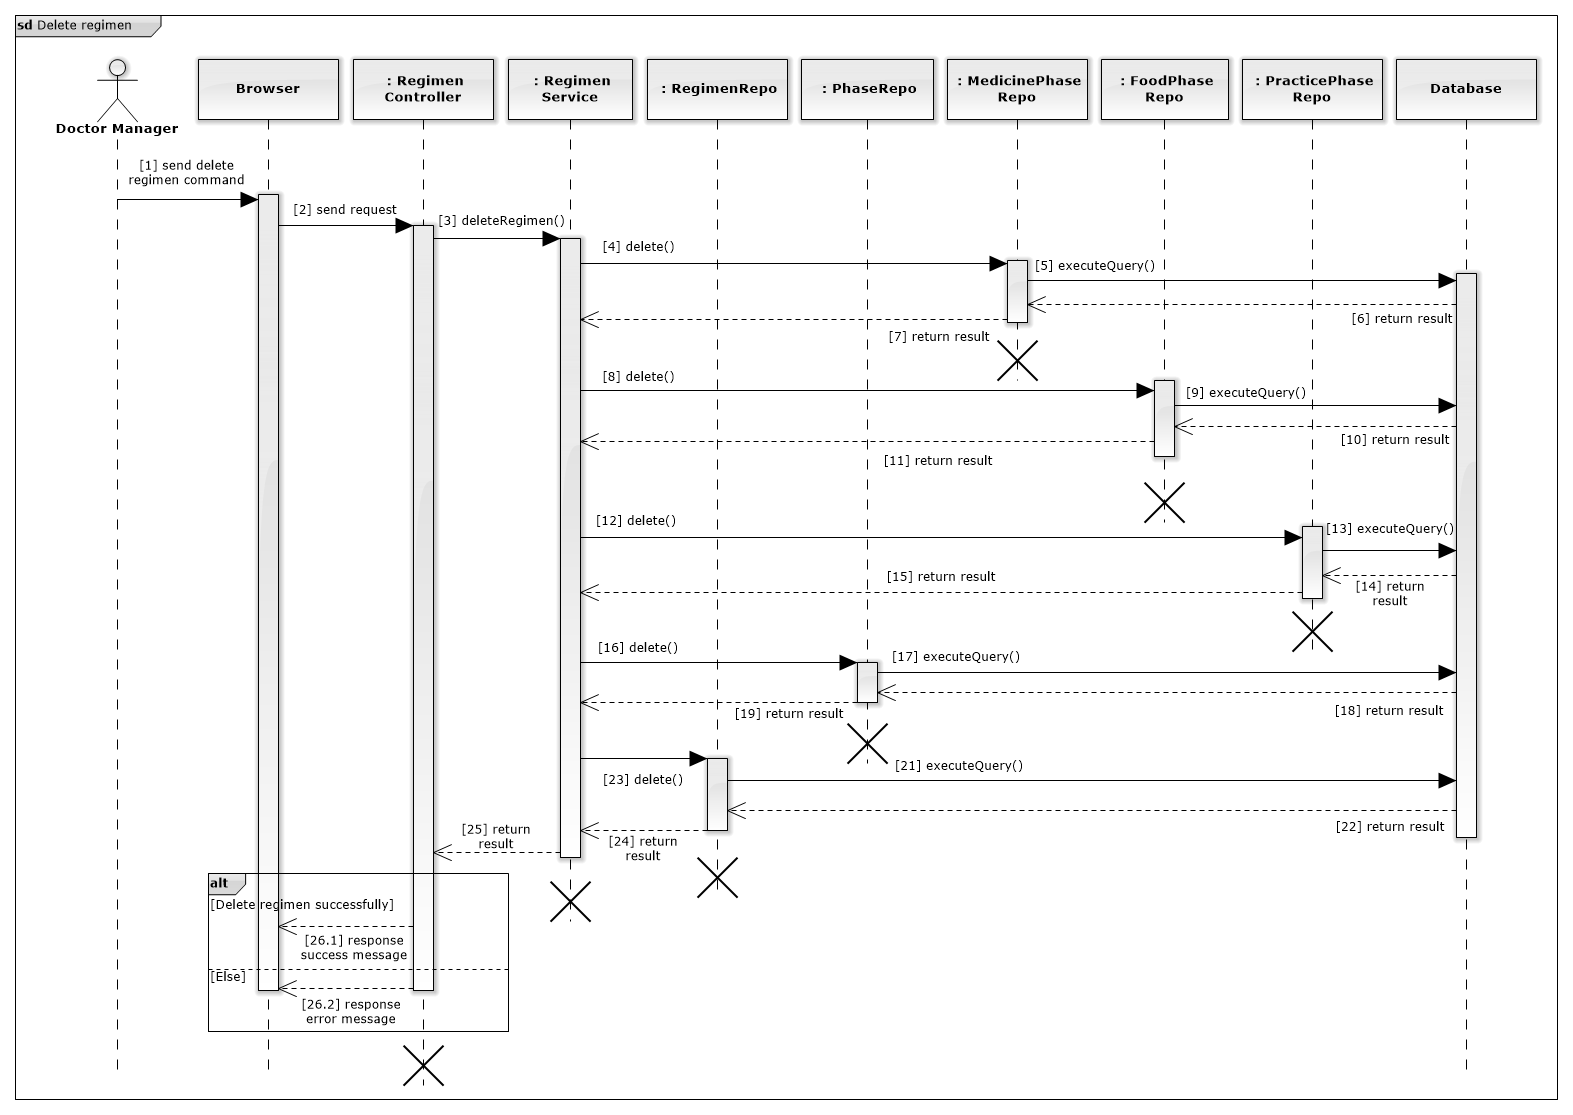 sd Delete regimen
Doctor Manager
Browser
: Regimen
Controller
: Regimen
Service
: RegimenRepo
: PhaseRepo
: MedicinePhase
Repo
: FoodPhase
Repo
: PracticePhase
Repo
Database
[1] send delete
regimen command
[2] send request
[3] deleteRegimen()
[4] delete()
[5] executeQuery()
[6] return result
[7] return result
[8] delete()
[9] executeQuery()
[10] return result
[11] return result
[12] delete()
[13] executeQuery()
[15] return result
[14] return
result
[16] delete()
[17] executeQuery()
[18] return result
[19] return result
[21] executeQuery()
[23] delete()
[22] return result
[25] return
result
[24] return
result
alt
[Delete regimen successfully]
[26.1] response
success message
[Else]
[26.2] response
error message